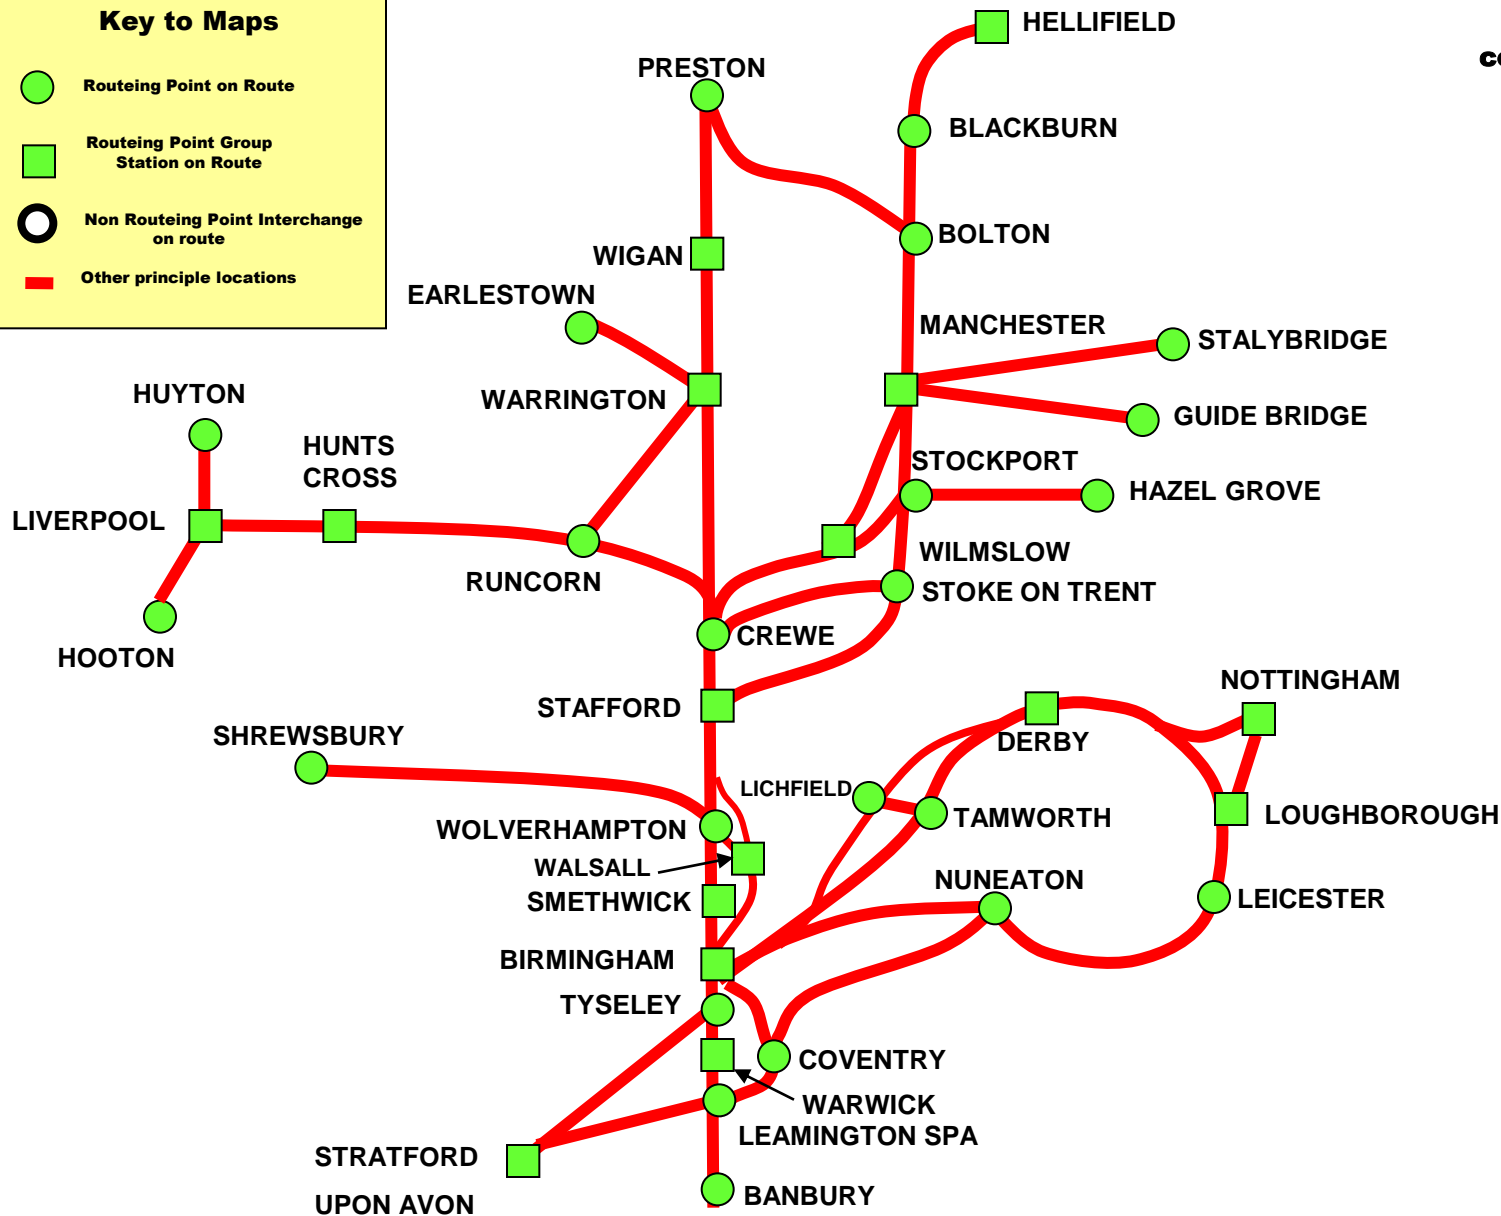 Key to Maps
Routeing Point on Route
Routeing Point Group
Station on Route
Non Routeing Point Interchange
on route
Other principle locations
HELLIFIELD
PRESTON
BLACKBURN
BOLTON
WIGAN
EARLESTOWN
MANCHESTER
STALYBRIDGE
HUYTON
WARRINGTON
GUIDE BRIDGE
HUNTS
CROSS
STOCKPORT
HAZEL GROVE
LIVERPOOL
WILMSLOW
RUNCORN
STOKE ON TRENT
CREWE
HOOTON
NOTTINGHAM
STAFFORD
SHREWSBURY
DERBY
LICHFIELD
TAMWORTH
LOUGHBOROUGH
WOLVERHAMPTON
WALSALL
NUNEATON
SMETHWICK
LEICESTER
BIRMINGHAM
TYSELEY
COVENTRY
WARWICK
LEAMINGTON SPA
STRATFORD
UPON AVON
BANBURY